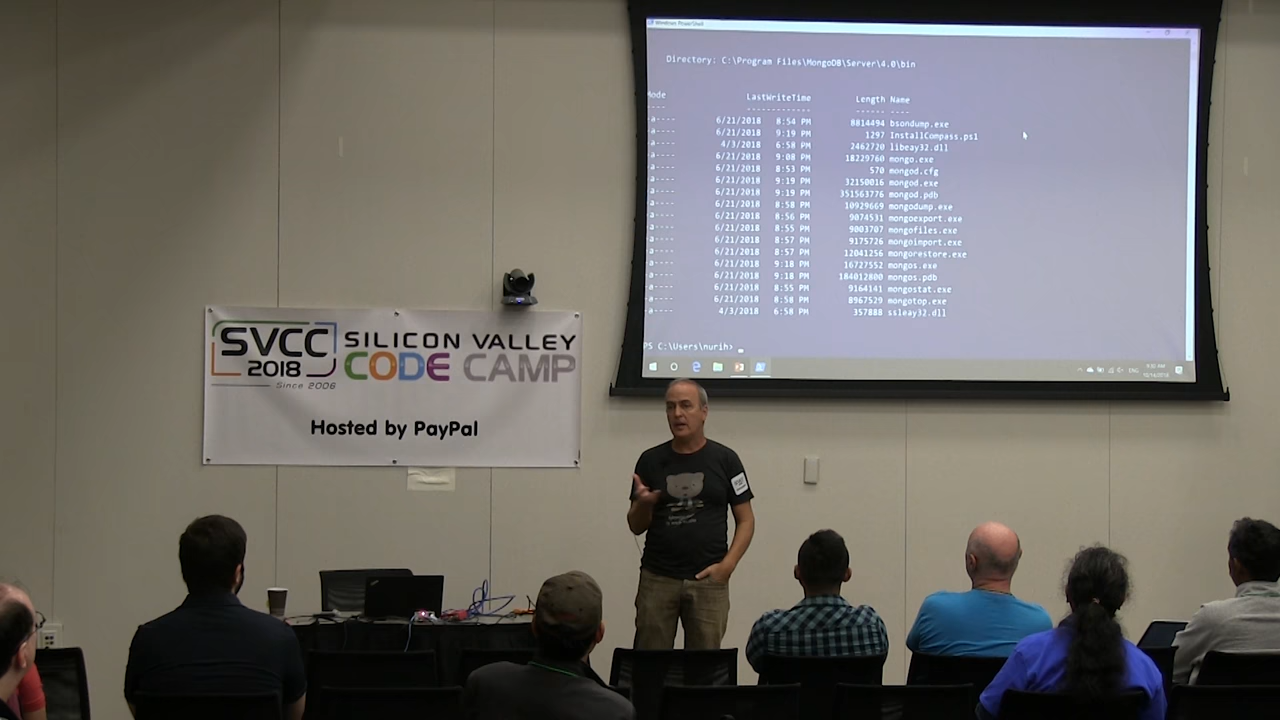 Windows PowerShell
Directory: C:\Program Files\MongoDB\Server\4.0\bin
Mode LastWriteTime Length Name
---- ------------- ------ ----
-a---- 6/21/2018 8:54 PM 8814494 bsondump.exe
-a---- 6/21/2018 9:19 PM 1297 InstallCompass.ps1
-a---- 4/3/2018 6:58 PM 2462720 libeay32.dll
-a---- 6/21/2018 9:08 PM 18229760 mongo.exe
-a---- 6/21/2018 8:53 PM 570 mongod.cfg
-a---- 6/21/2018 9:19 PM 32150016 mongod.exe
-a---- 6/21/2018 9:19 PM 351563776 mongod.pdb
-a---- 6/21/2018 8:58 PM 10929669 mongodump.exe
-a---- 6/21/2018 8:56 PM 9074531 mongoexport.exe
-a---- 6/21/2018 8:55 PM 9003707 mongofiles.exe
-a---- 6/21/2018 8:57 PM 9175726 mongoimport.exe
-a---- 6/21/2018 8:57 PM 12041256 mongorestore.exe
-a---- 6/21/2018 9:18 PM 16727552 mongos.exe
-a---- 6/21/2018 9:18 PM 184012800 mongos.pdb
-a---- 6/21/2018 8:55 PM 9164141 mongostat.exe
-a---- 6/21/2018 8:58 PM 8967529 mongotop.exe
-a---- 4/3/2018 6:58 PM 357888 ssleay32.dll
PS C:\Users\nurih>
ENG
SVCC
2018
Since 2006
SILICON VALLEY
CODE CAMP
Hosted by PayPal